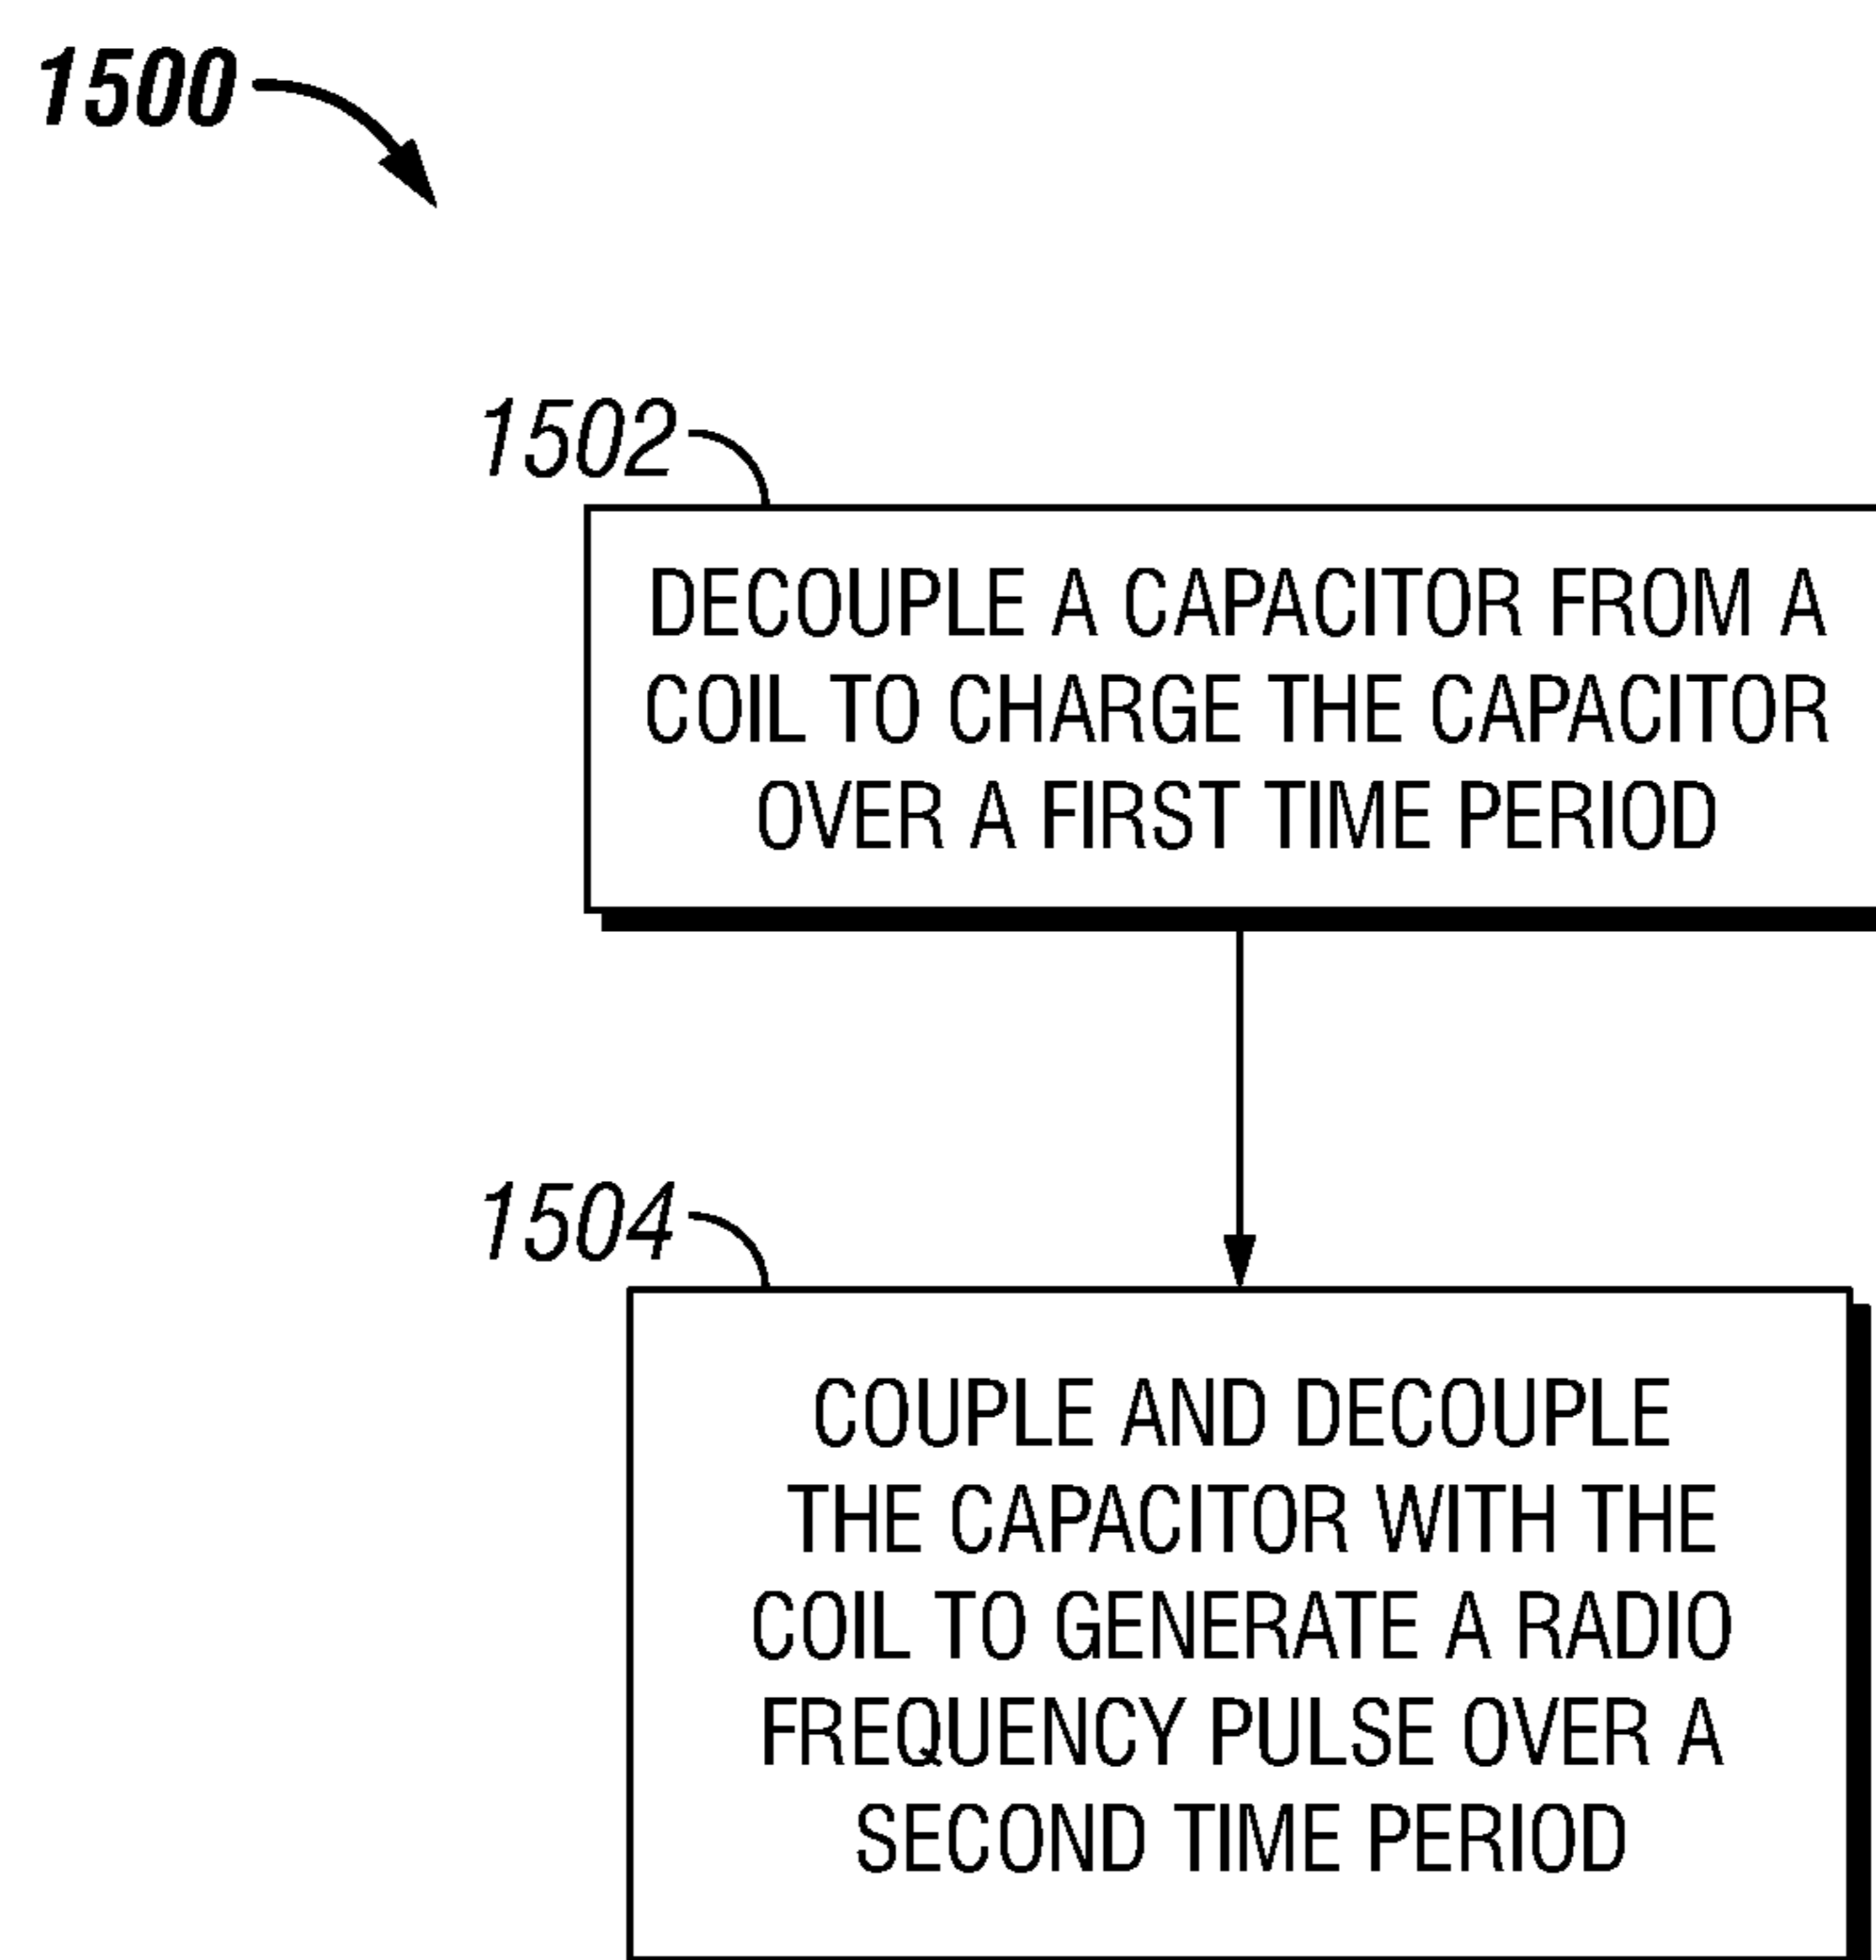 1500
1502
DECOUPLE A CAPACITOR FROM A
COIL TO CHARGE THE CAPACITOR
OVER A FIRST TIME PERIOD
1504
COUPLE AND DECOUPLE
THE CAPACITOR WITH THE
COIL TO GENERATE A RADIO
FREQUENCY PULSE OVER A
SECOND TIME PERIOD